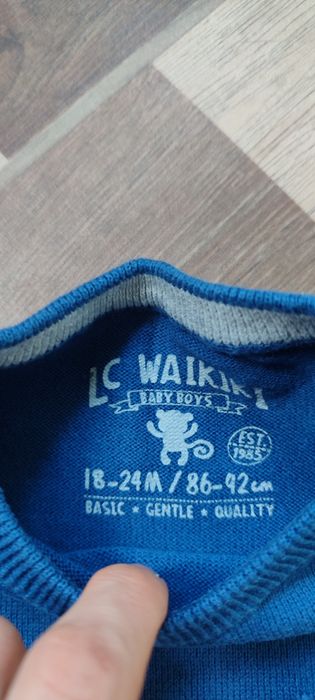 LC WAIKIKI
BABY BOYS
EST.
1985
18-24M / 86-92cm
BASIC ★ GENTLE ★ QUALITY